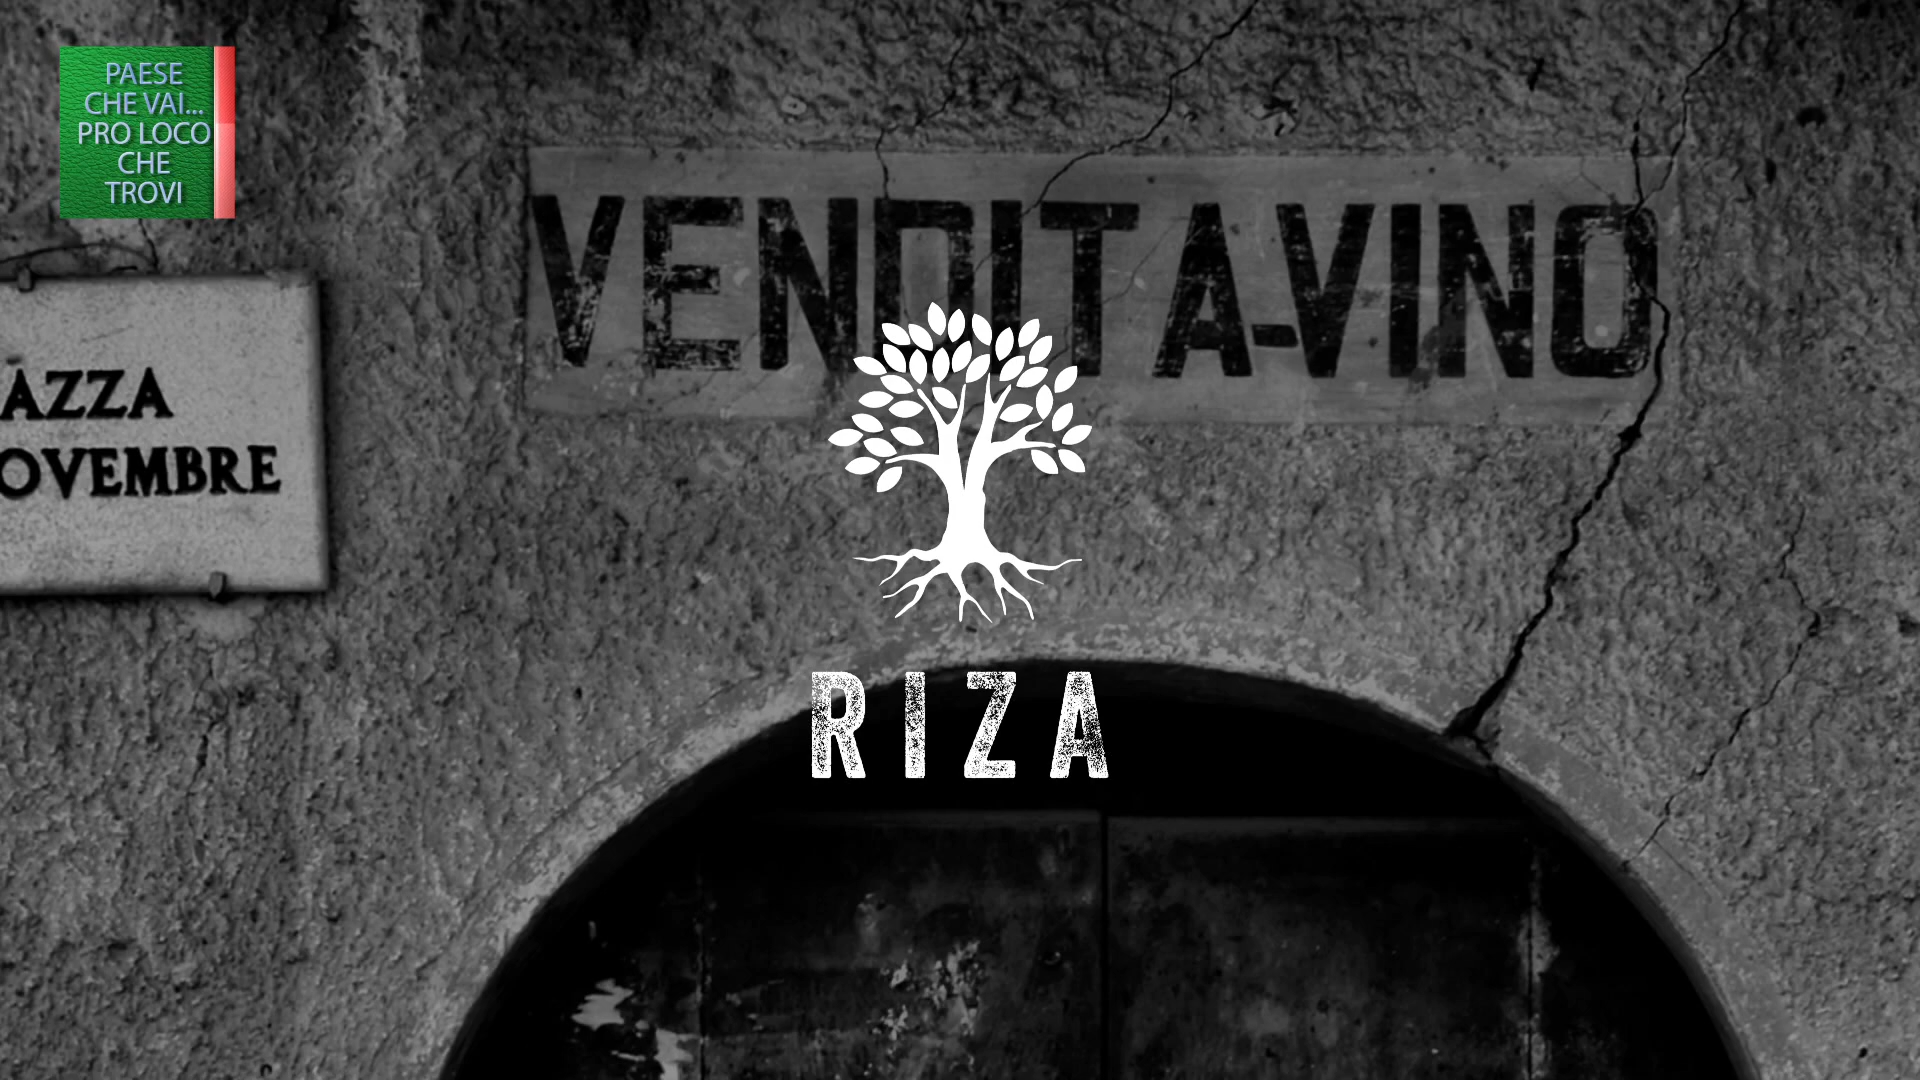 PAESE
CHE VAI...
PRO LOCO
CHE
TROVI
VENDITA-VINO
AZZA
OVEMBRE
RIZA